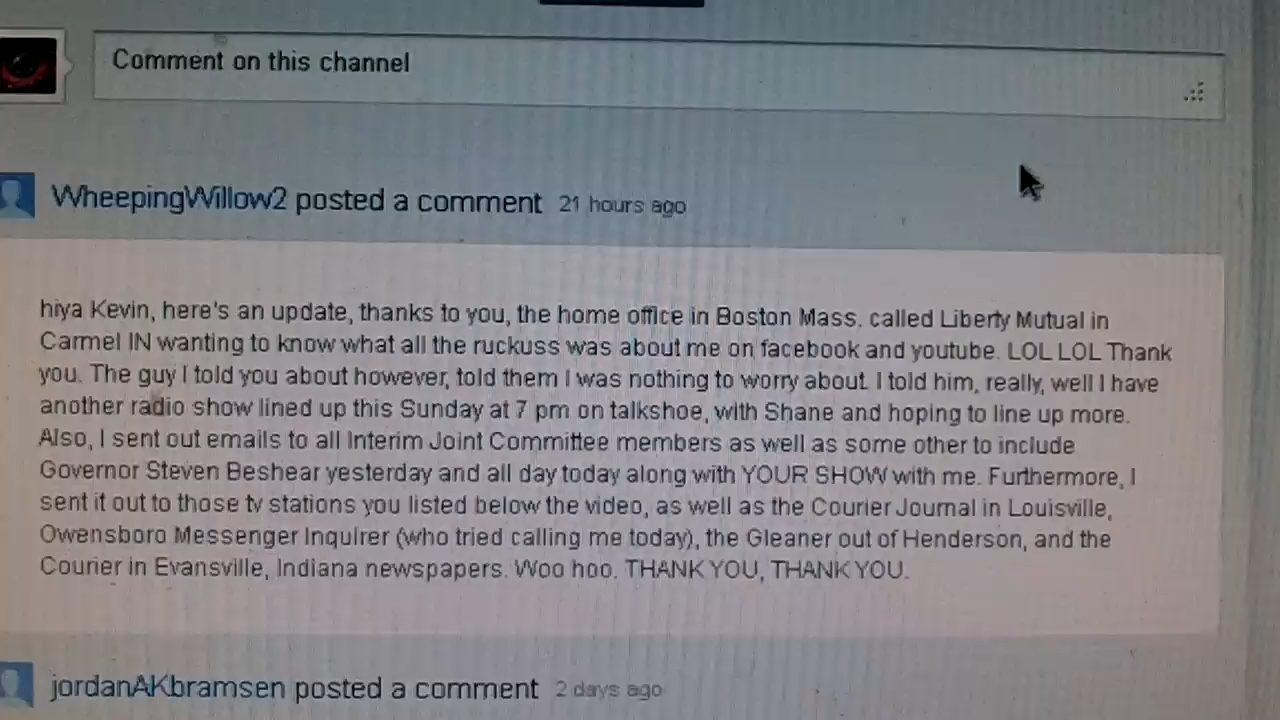 Comment on this channel
WheepingWillow2 posted a comment 21 hours ago
hiya Kevin, here's an update, thanks to you, the home office in Boston Mass. called Liberty Mutual in
Carmel IN wanting to know what all the ruckuss was about me on facebook and youtube. LOL LOL Thank
you. The guy I told you about however, told them I was nothing to worry about. I told him, really, well I have
another radio show lined up this Sunday at 7 pm on talkshoe, with Shane and hoping to line up more.
Also, I sent out emails to all Interim Joint Committee members as well as some other to include
Governor Steven Beshear yesterday and all day today along with YOUR SHOW with me. Furthermore, I
sent it out to those tv stations you listed below the video, as well as the Courier Journal in Louisville,
Owensboro Messenger Inquirer (who tried calling me today), the Gleaner out of Henderson, and the
Courier in Evansville, Indiana newspapers. Woo hoo. THANK YOU, THANK YOU.
jordanAKbramsen posted a comment 2 days ago